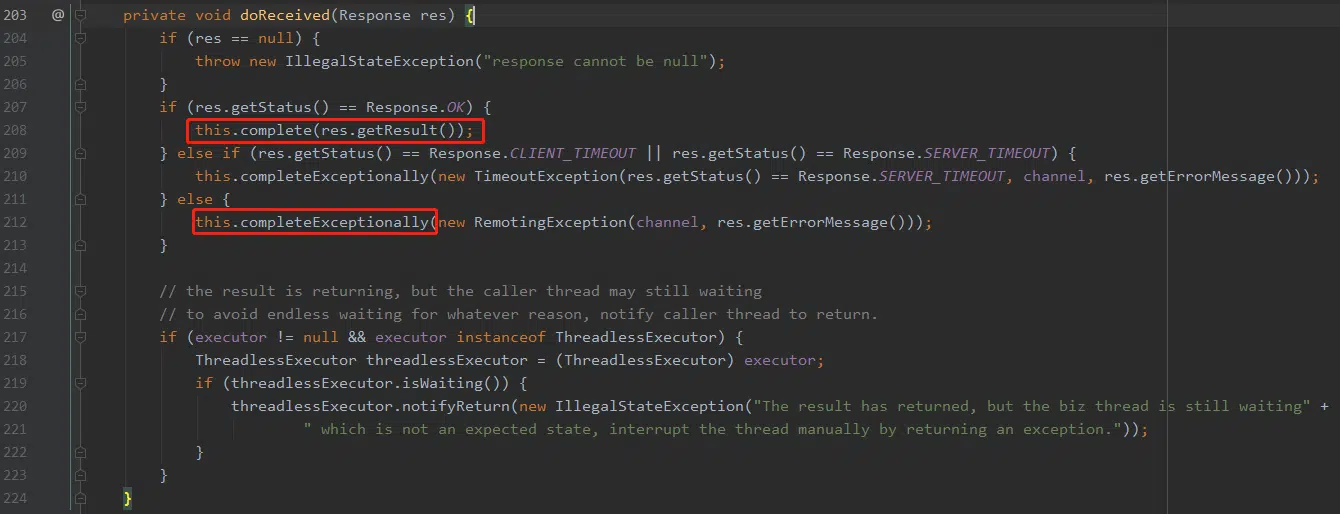 203 @ private void doReceived(Response res) {
204 if (res == null) {
205 throw new IllegalStateException("response cannot be null");
206 }
207 if (res.getStatus() == Response.OK) {
208 this.complete(res.getResult());
209 } else if (res.getStatus() == Response.CLIENT_TIMEOUT || res.getStatus() == Response.SERVER_TIMEOUT) {
210 this.completeExceptionally(new TimeoutException(res.getStatus() == Response.SERVER_TIMEOUT, channel, res.getErrorMessage()));
211 } else {
212 this.completeExceptionally(new RemotingException(channel, res.getErrorMessage()));
213 }
214
215 // the result is returning, but the caller thread may still waiting
216 // to avoid endless waiting for whatever reason, notify caller thread to return.
217 if (executor != null && executor instanceof ThreadlessExecutor) {
218 ThreadlessExecutor threadlessExecutor = (ThreadlessExecutor) executor;
219 if (threadlessExecutor.isWaiting()) {
220 threadlessExecutor.notifyReturn(new IllegalStateException("The result has returned, but the biz thread is still waiting" +
221 " which is not an expected state, interrupt the thread manually by returning an exception."));
222 }
223 }
224 }